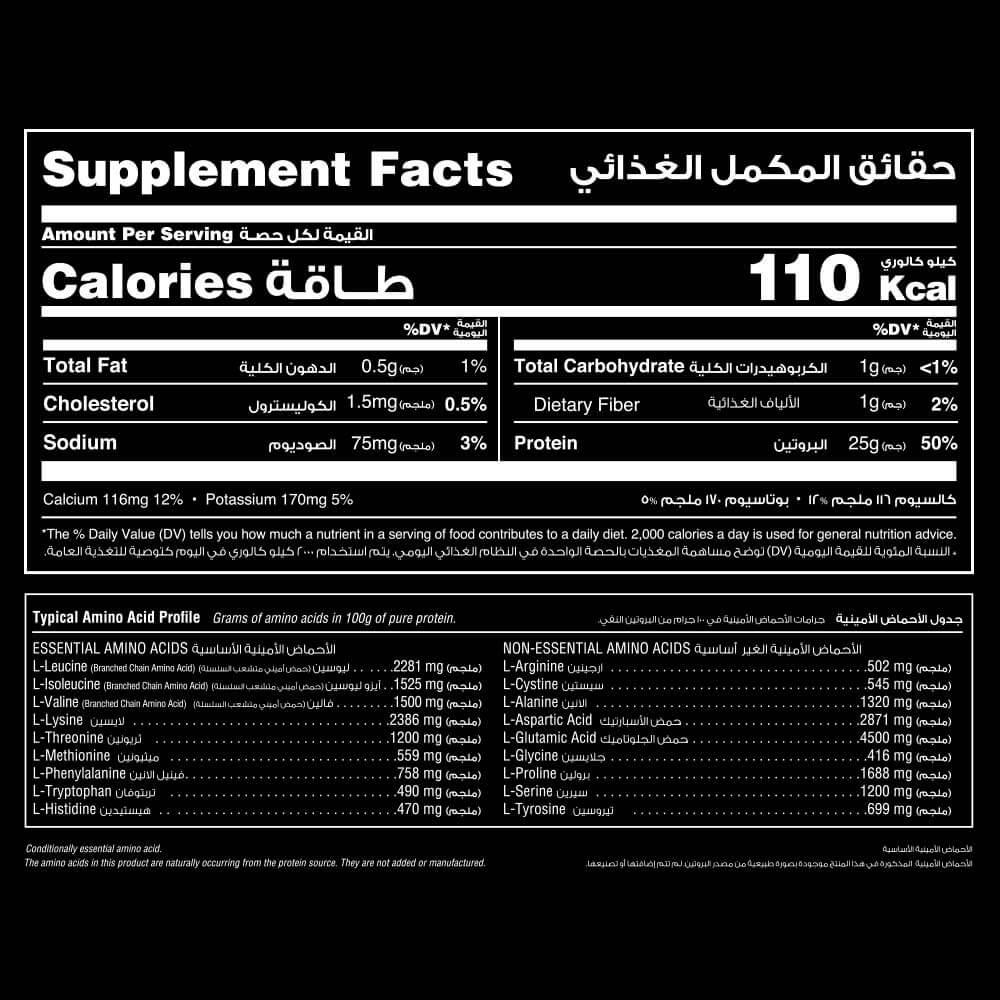 Supplement Facts حقائق المكمل الغذائي
Amount Per Serving القيمة لكل حصة
Calories طاقة 110 Kcal كيلو كالوري
%DV* القيمة اليومية
Total Fat الدهون الكلية 0.5g (جم) 1%
Cholesterol الكوليسترول 1.5mg (ملجم) 0.5%
Sodium الصوديوم 75mg (ملجم) 3%
%DV* القيمة اليومية
Total Carbohydrate الكربوهيدرات الكلية 1g (جم) <1%
Dietary Fiber الألياف الغذائية 1g (جم) 2%
Protein البروتين 25g (جم) 50%
Calcium 116mg 12% • Potassium 170mg 5% كالسيوم ١١٦ ملجم ١٢% • بوتاسيوم ١٧٠ ملجم ٥%
*The % Daily Value (DV) tells you how much a nutrient in a serving of food contributes to a daily diet. 2,000 calories a day is used for general nutrition advice.
* النسبة المئوية للقيمة اليومية (DV) توضح مساهمة المغذيات بالحصة الواحدة في النظام الغذائي اليومي. يتم استخدام ٢٠٠٠ كيلو كالوري في اليوم كتوصية للتغذية العامة.
Typical Amino Acid Profile Grams of amino acids in 100g of pure protein. جدول الأحماض الأمينية جرامات الأحماض الأمينية في ١٠٠ جرام من البروتين النقي.
ESSENTIAL AMINO ACIDS الأحماض الأمينية الأساسية
L-Leucine (Branched Chain Amino Acid) ليوسين (حمض أميني متشعب السلسلة) . . . . . .2281 mg (ملجم)
L-Isoleucine (Branched Chain Amino Acid) آيزو ليوسين (حمض أميني متشعب السلسلة) . .1525 mg (ملجم)
L-Valine (Branched Chain Amino Acid) فالين (حمض أميني متشعب السلسلة) . . . . . . . . .1500 mg (ملجم)
L-Lysine لايسين . . . . . . . . . .2386 mg (ملجم)
L-Threonine ثريونين . . . . . . . . . .1200 mg (ملجم)
L-Methionine ميثيونين . . . . . . . . . .559 mg (ملجم)
L-Phenylalanine فينيل الانين . . . . . . . . . .758 mg (ملجم)
L-Tryptophan تربتوفان . . . . . . . . . .490 mg (ملجم)
L-Histidine هيستيدين . . . . . . . . . .470 mg (ملجم)
NON-ESSENTIAL AMINO ACIDS الأحماض الأمينية الغير أساسية
L-Arginine ارجينين . . . . . . . . . .502 mg (ملجم)
L-Cystine سيستين . . . . . . . . . .545 mg (ملجم)
L-Alanine الانين . . . . . . . . . .1320 mg (ملجم)
L-Aspartic Acid حمض الأسبارتيك . . . . . . . . . .2871 mg (ملجم)
L-Glutamic Acid حمض الجلوتاميك . . . . . . . . . .4500 mg (ملجم)
L-Glycine جلايسين . . . . . . . . . .416 mg (ملجم)
L-Proline برولين . . . . . . . . . .1688 mg (ملجم)
L-Serine سيرين . . . . . . . . . .1200 mg (ملجم)
L-Tyrosine تيروسين . . . . . . . . . .699 mg (ملجم)
Conditionally essential amino acid. الأحماض الأمينية الأساسية
The amino acids in this product are naturally occurring from the protein source. They are not added or manufactured. الأحماض الأمينية المذكورة في هذا المنتج موجودة بصورة طبيعية من مصدر البروتين. لم تتم إضافتها أو تصنيعها.